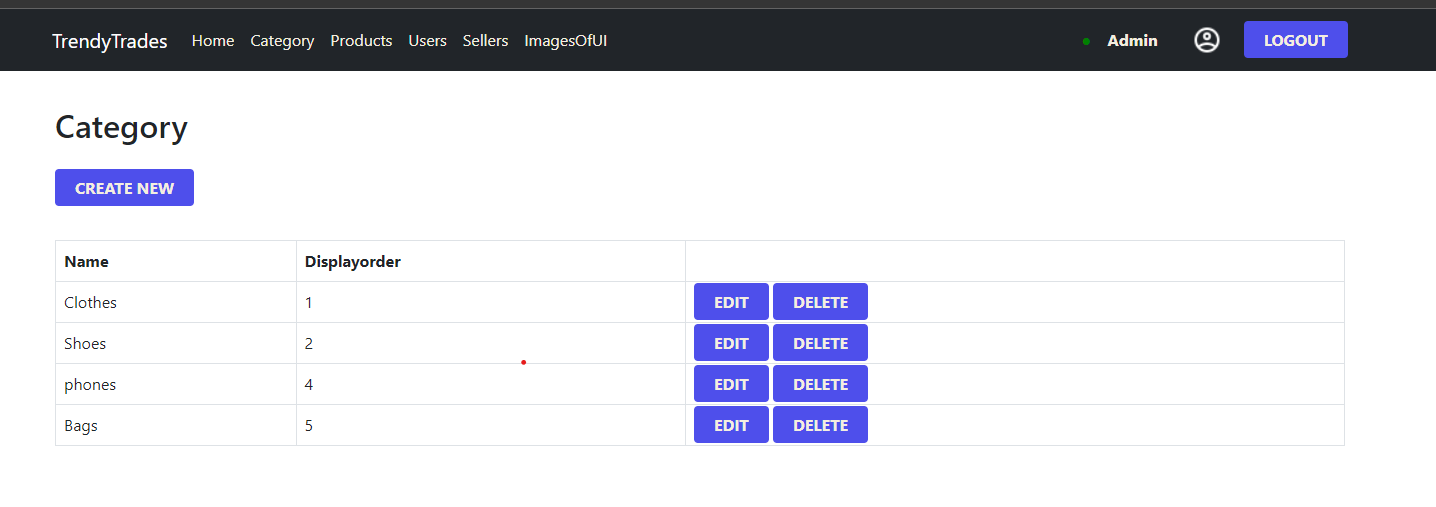 TrendyTrades Home Category Products Users Sellers ImagesOfUI Admin LOGOUT
Category
CREATE NEW
Name Displayorder
Clothes 1 EDIT DELETE
Shoes 2 EDIT DELETE
phones 4 EDIT DELETE
Bags 5 EDIT DELETE